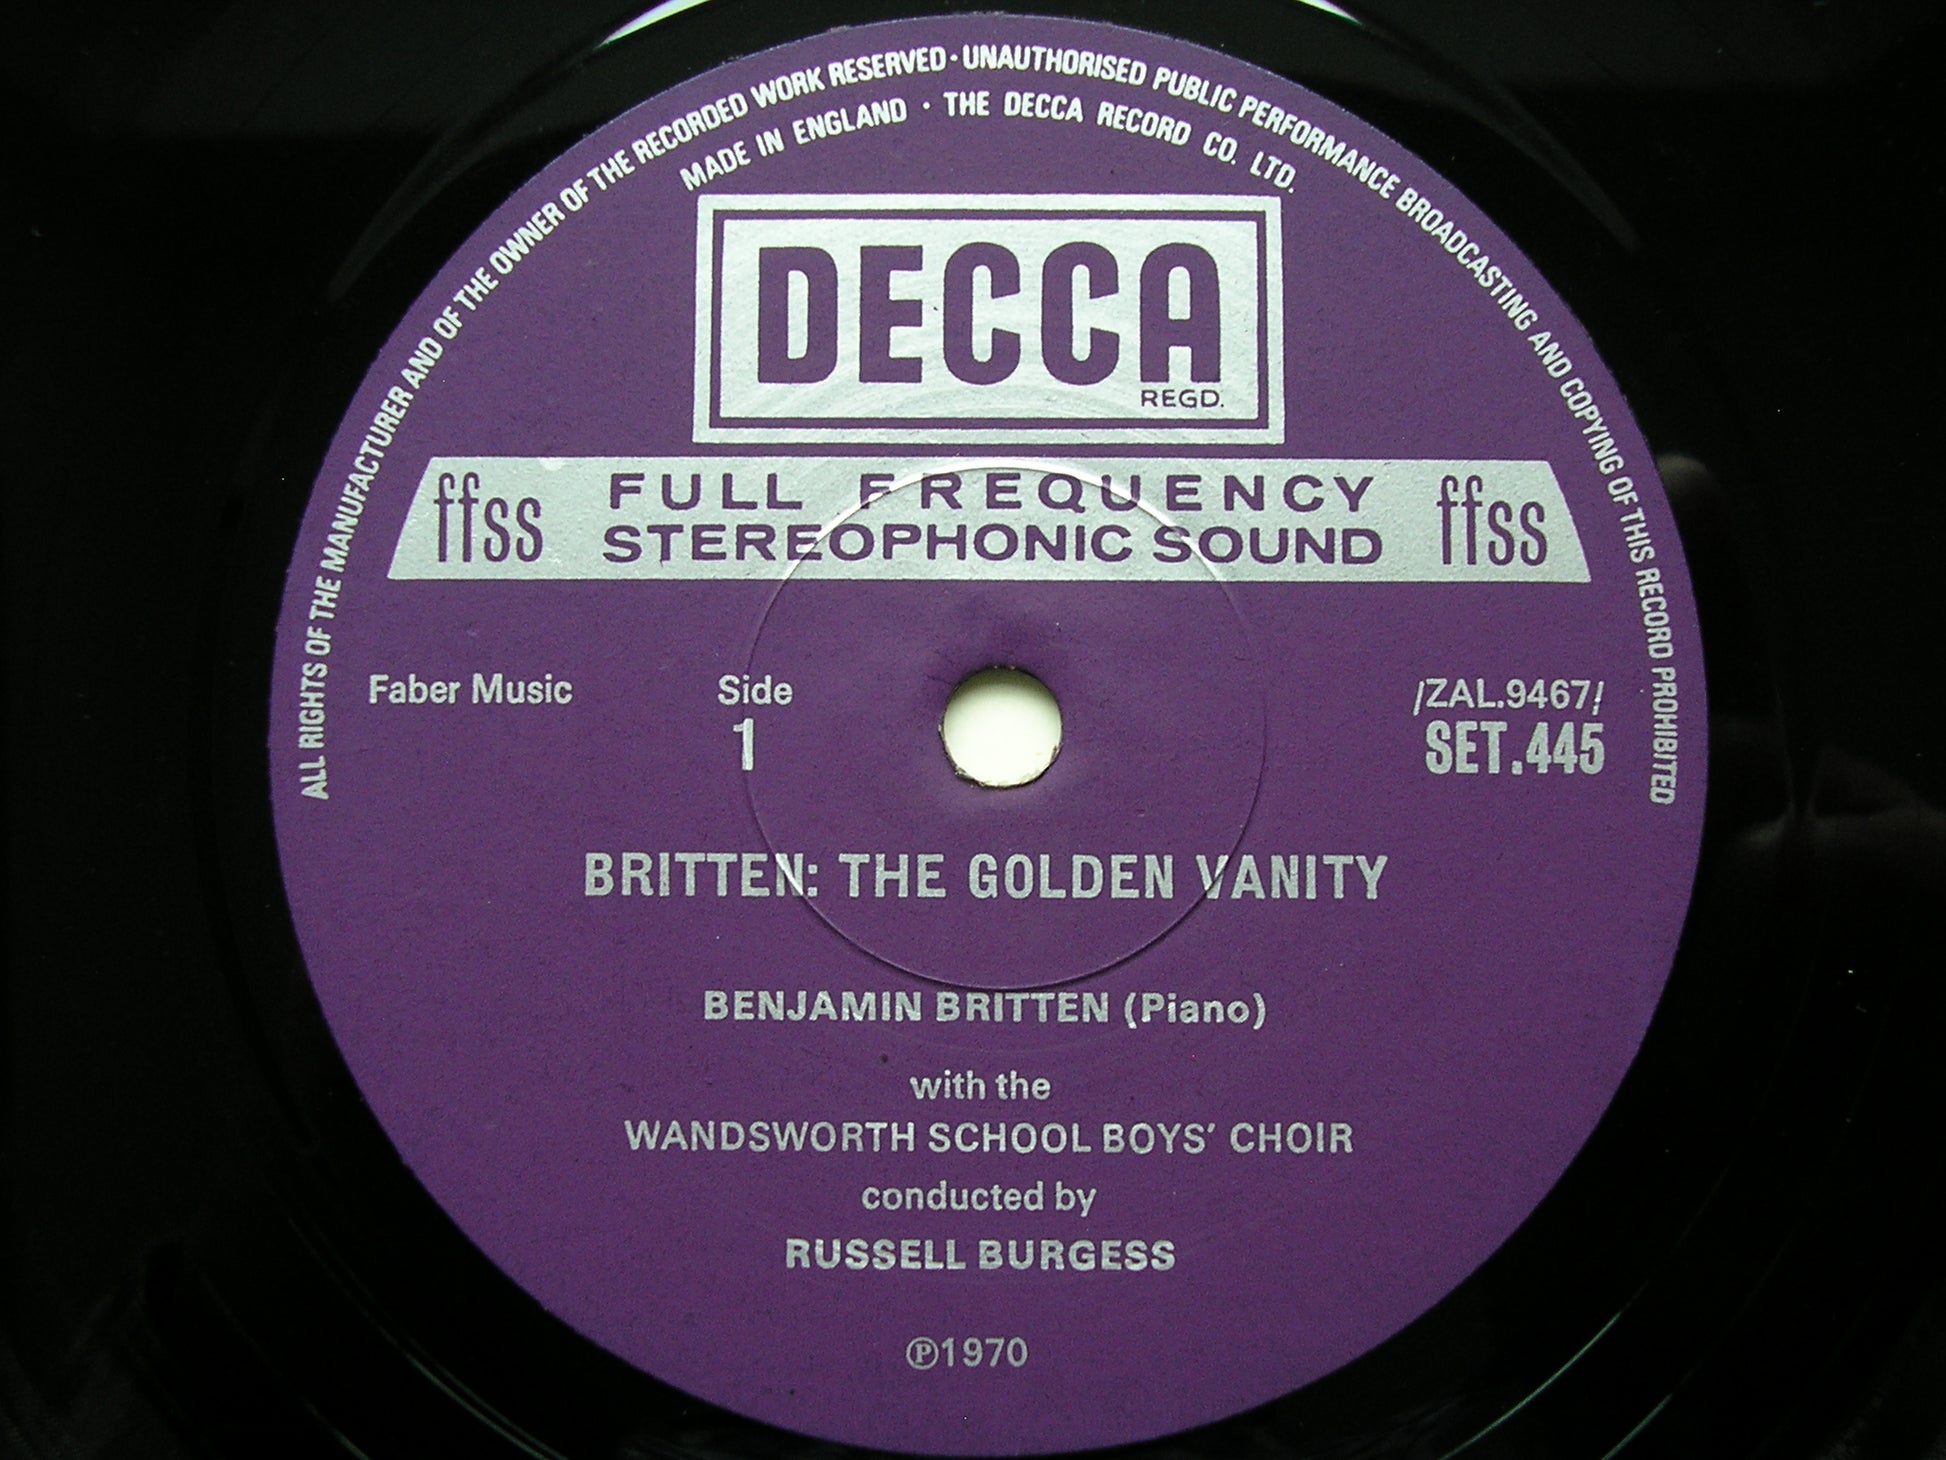 ALL RIGHTS OF THE MANUFACTURER AND OF THE OWNER OF THE RECORDED WORK RESERVED · UNAUTHORISED PUBLIC PERFORMANCE BROADCASTING AND COPYING OF THIS RECORD PROHIBITED
MADE IN ENGLAND · THE DECCA RECORD CO. LTD.
DECCA
REGD.
ffss FULL FREQUENCY ffss
STEREOPHONIC SOUND
Faber Music Side /ZAL.9467/
1 SET.445
BRITTEN: THE GOLDEN VANITY
BENJAMIN BRITTEN (Piano)
with the
WANDSWORTH SCHOOL BOYS' CHOIR
conducted by
RUSSELL BURGESS
℗1970